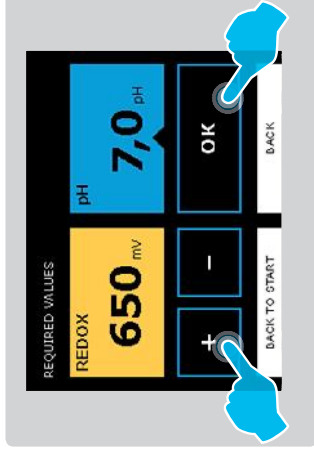 REQUIRED VALUES
REDOX
650 mV
pH
7,0 pH
+
-
OK
BACK TO START
BACK